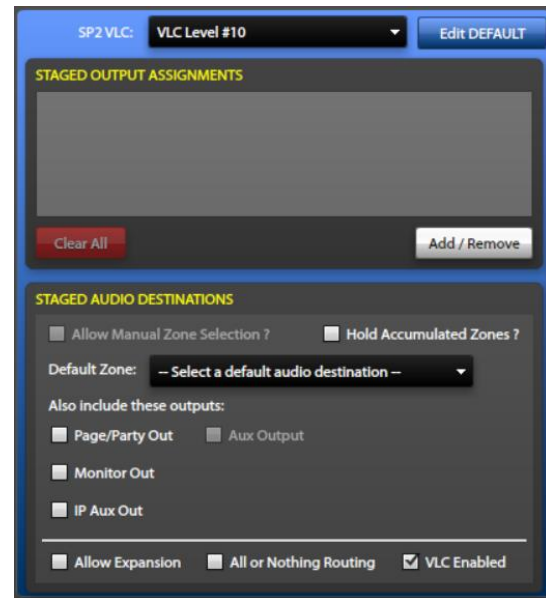 SP2 VLC: VLC Level #10 Edit DEFAULT
STAGED OUTPUT ASSIGNMENTS
Clear All Add / Remove
STAGED AUDIO DESTINATIONS
Allow Manual Zone Selection ? Hold Accumulated Zones ?
Default Zone: -- Select a default audio destination --
Also include these outputs:
Page/Party Out Aux Output
Monitor Out
IP Aux Out
Allow Expansion All or Nothing Routing VLC Enabled